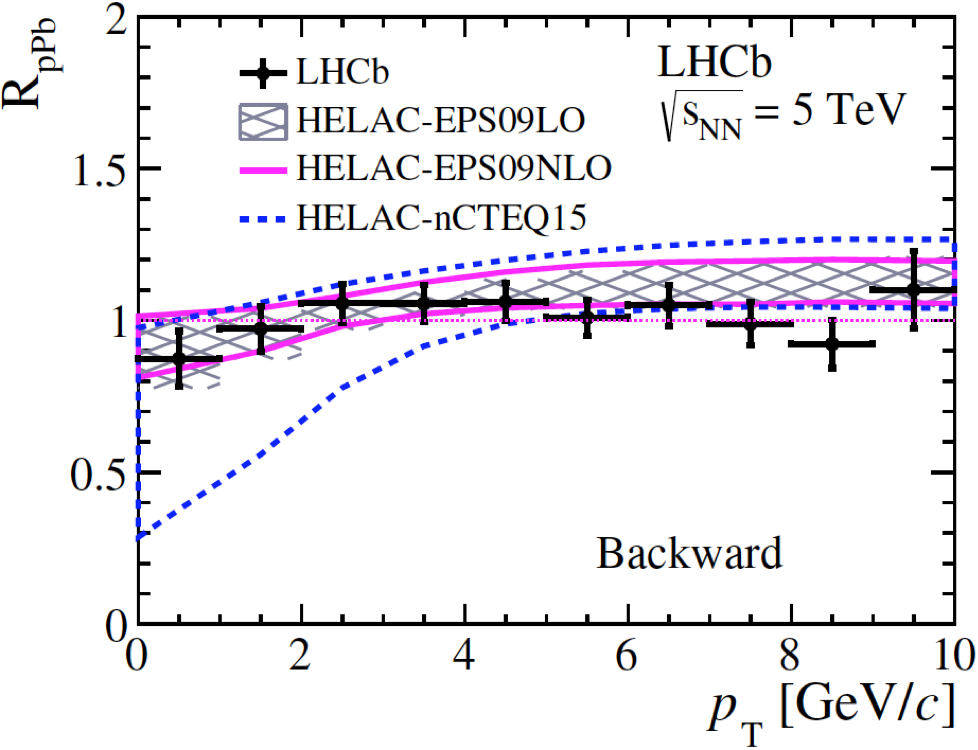 R_pPb
2
1.5
1
0.5
0
LHCb
HELAC-EPS09LO
HELAC-EPS09NLO
HELAC-nCTEQ15
LHCb
√s_NN = 5 TeV
Backward
0 2 4 6 8 10
p_T [GeV/c]